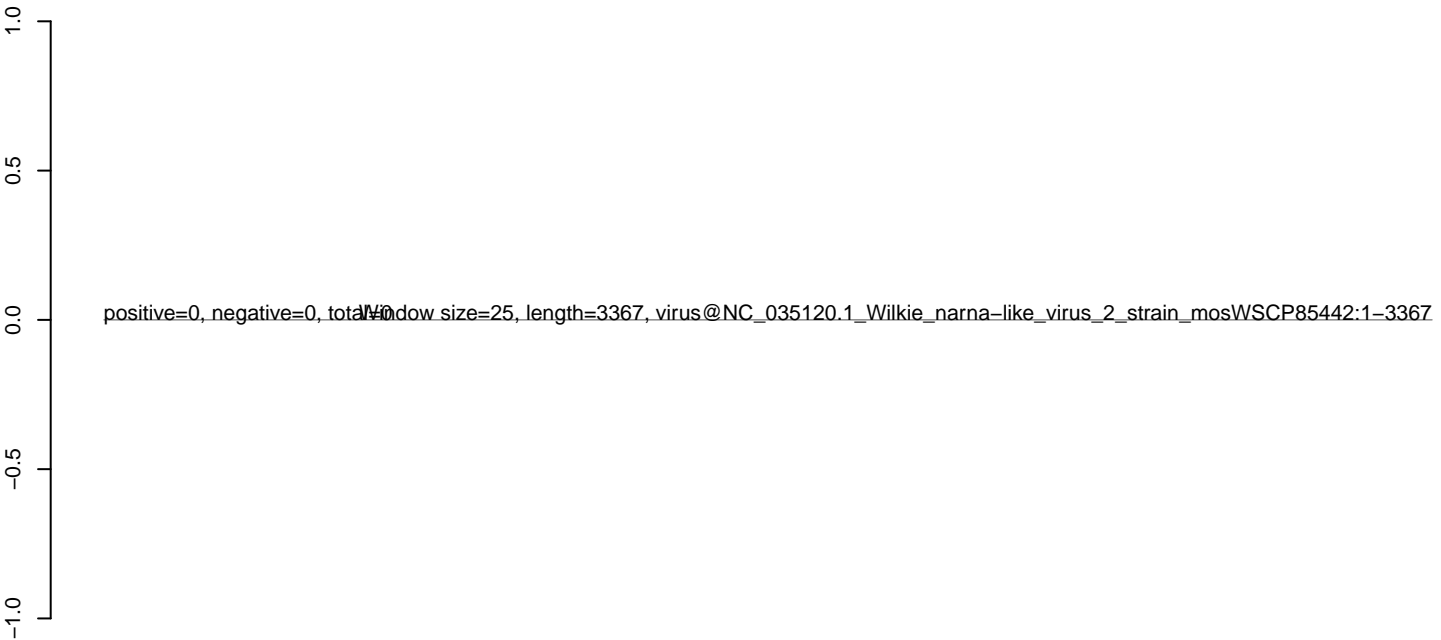 1.0
0.5
0.0
−0.5
−1.0
positive=0, negative=0, total=0
Window size=25, length=3367, virus@NC_035120.1_Wilkie_narna−like_virus_2_strain_mosWSCP85442:1−3367